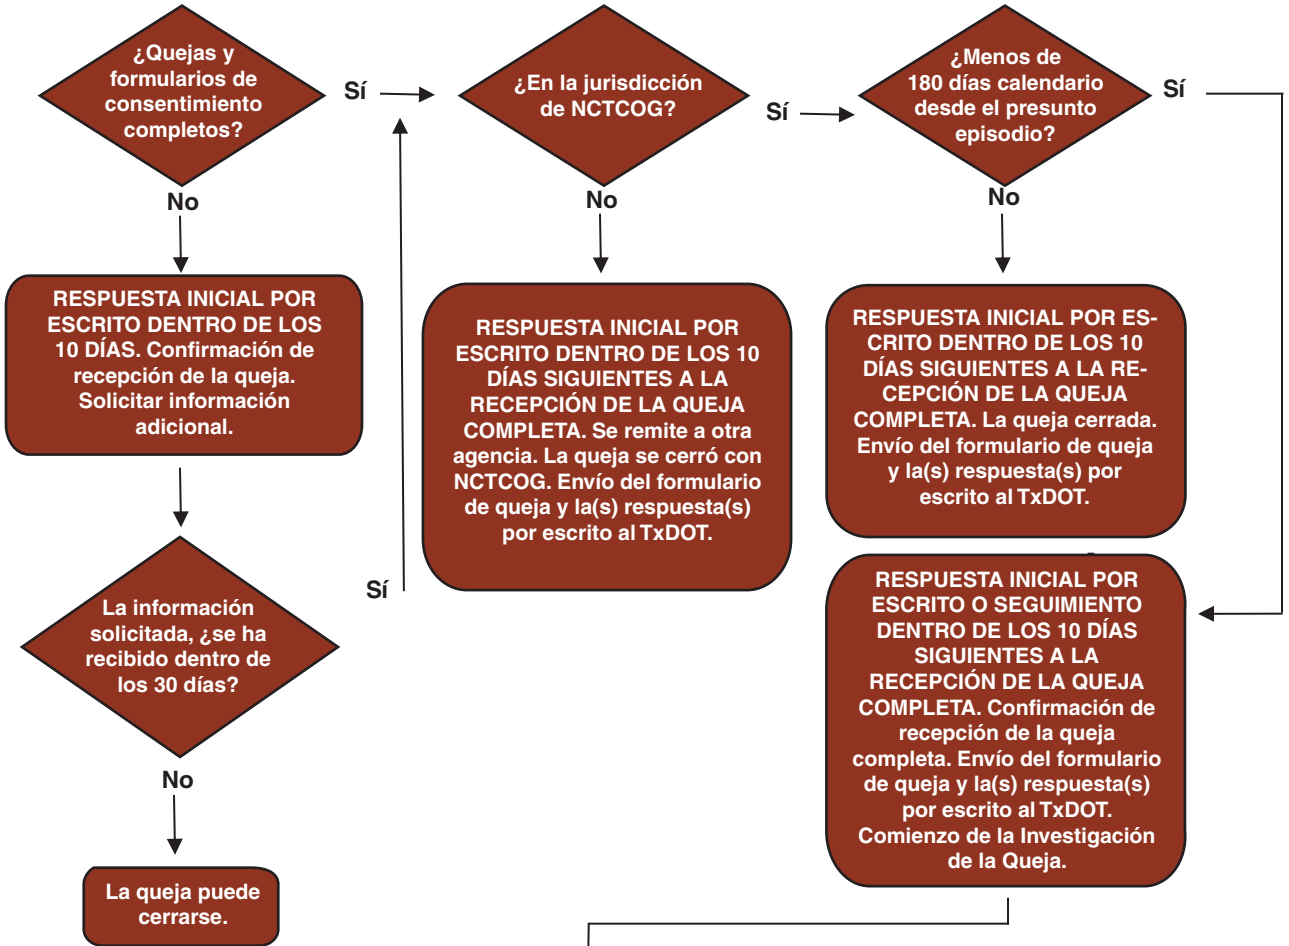 ¿Quejas y
formularios de
consentimiento
completos?
Sí
¿En la jurisdicción
de NCTCOG?
Sí
¿Menos de
180 días calendario
desde el presunto
episodio?
Sí
No
No
No
RESPUESTA INICIAL POR
ESCRITO DENTRO DE LOS
10 DÍAS. Confirmación de
recepción de la queja.
Solicitar información
adicional.
RESPUESTA INICIAL POR
ESCRITO DENTRO DE LOS 10
DÍAS SIGUIENTES A LA
RECEPCIÓN DE LA QUEJA
COMPLETA. Se remite a otra
agencia. La queja se cerró con
NCTCOG. Envío del formulario
de queja y la(s) respuesta(s)
por escrito al TxDOT.
RESPUESTA INICIAL POR ES-
CRITO DENTRO DE LOS 10
DÍAS SIGUIENTES A LA RE-
CEPCIÓN DE LA QUEJA
COMPLETA. La queja cerrada.
Envío del formulario de queja
y la(s) respuesta(s) por
escrito al TxDOT.
La información
solicitada, ¿se ha
recibido dentro de
los 30 días?
Sí
No
La queja puede
cerrarse.
RESPUESTA INICIAL POR
ESCRITO O SEGUIMIENTO
DENTRO DE LOS 10 DÍAS
SIGUIENTES A LA
RECEPCIÓN DE LA QUEJA
COMPLETA. Confirmación de
recepción de la queja
completa. Envío del formulario
de queja y la(s) respuesta(s)
por escrito al TxDOT.
Comienzo de la Investigación
de la Queja.